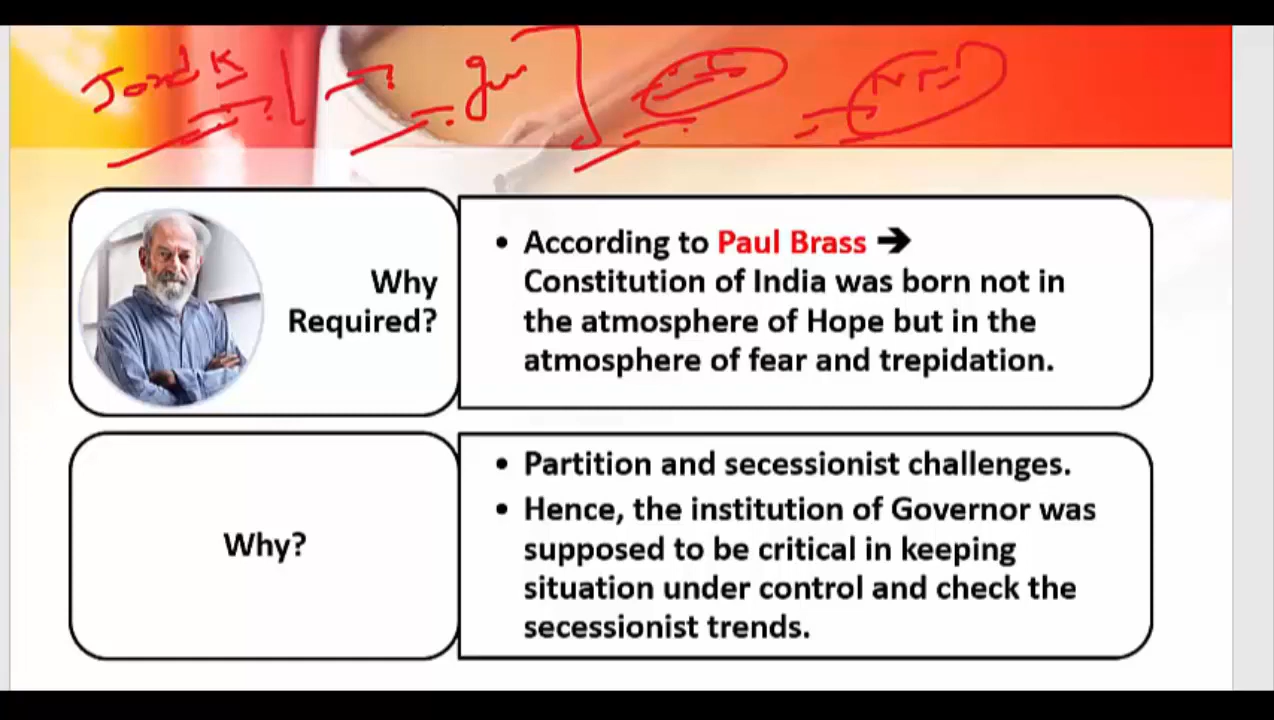 J and K
Why
Required?
• According to Paul Brass ➔
Constitution of India was born not in
the atmosphere of Hope but in the
atmosphere of fear and trepidation.
Why?
• Partition and secessionist challenges.
• Hence, the institution of Governor was
supposed to be critical in keeping
situation under control and check the
secessionist trends.